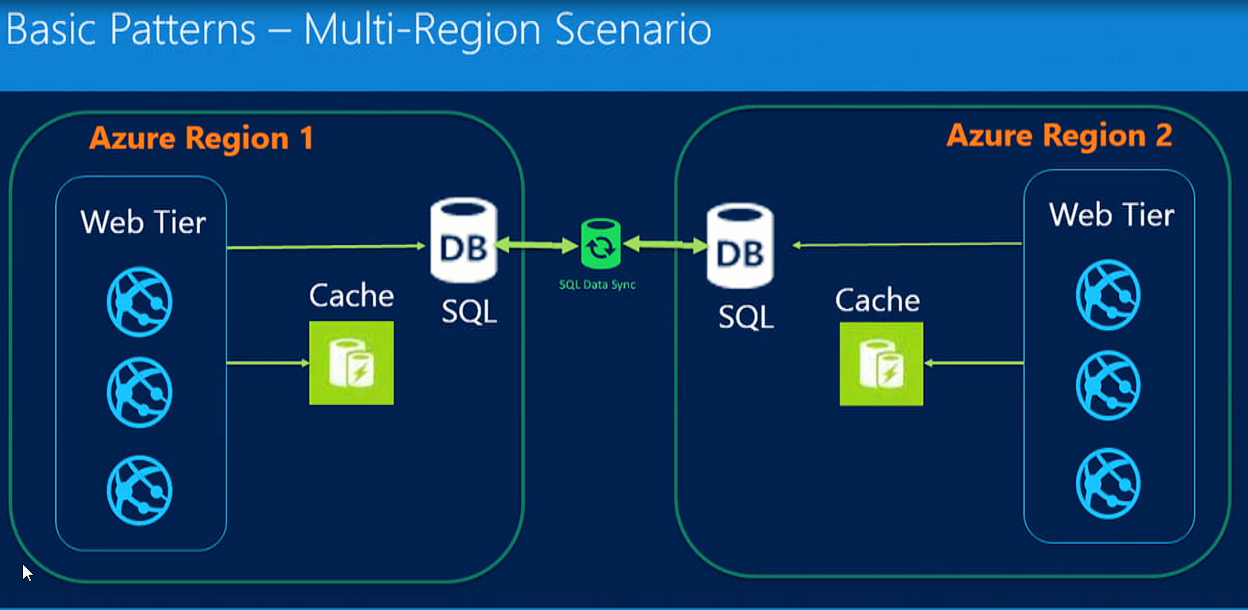 Basic Patterns – Multi-Region Scenario
Azure Region 1
Web Tier
Cache
DB
SQL
SQL Data Sync
Azure Region 2
DB
SQL
Cache
Web Tier